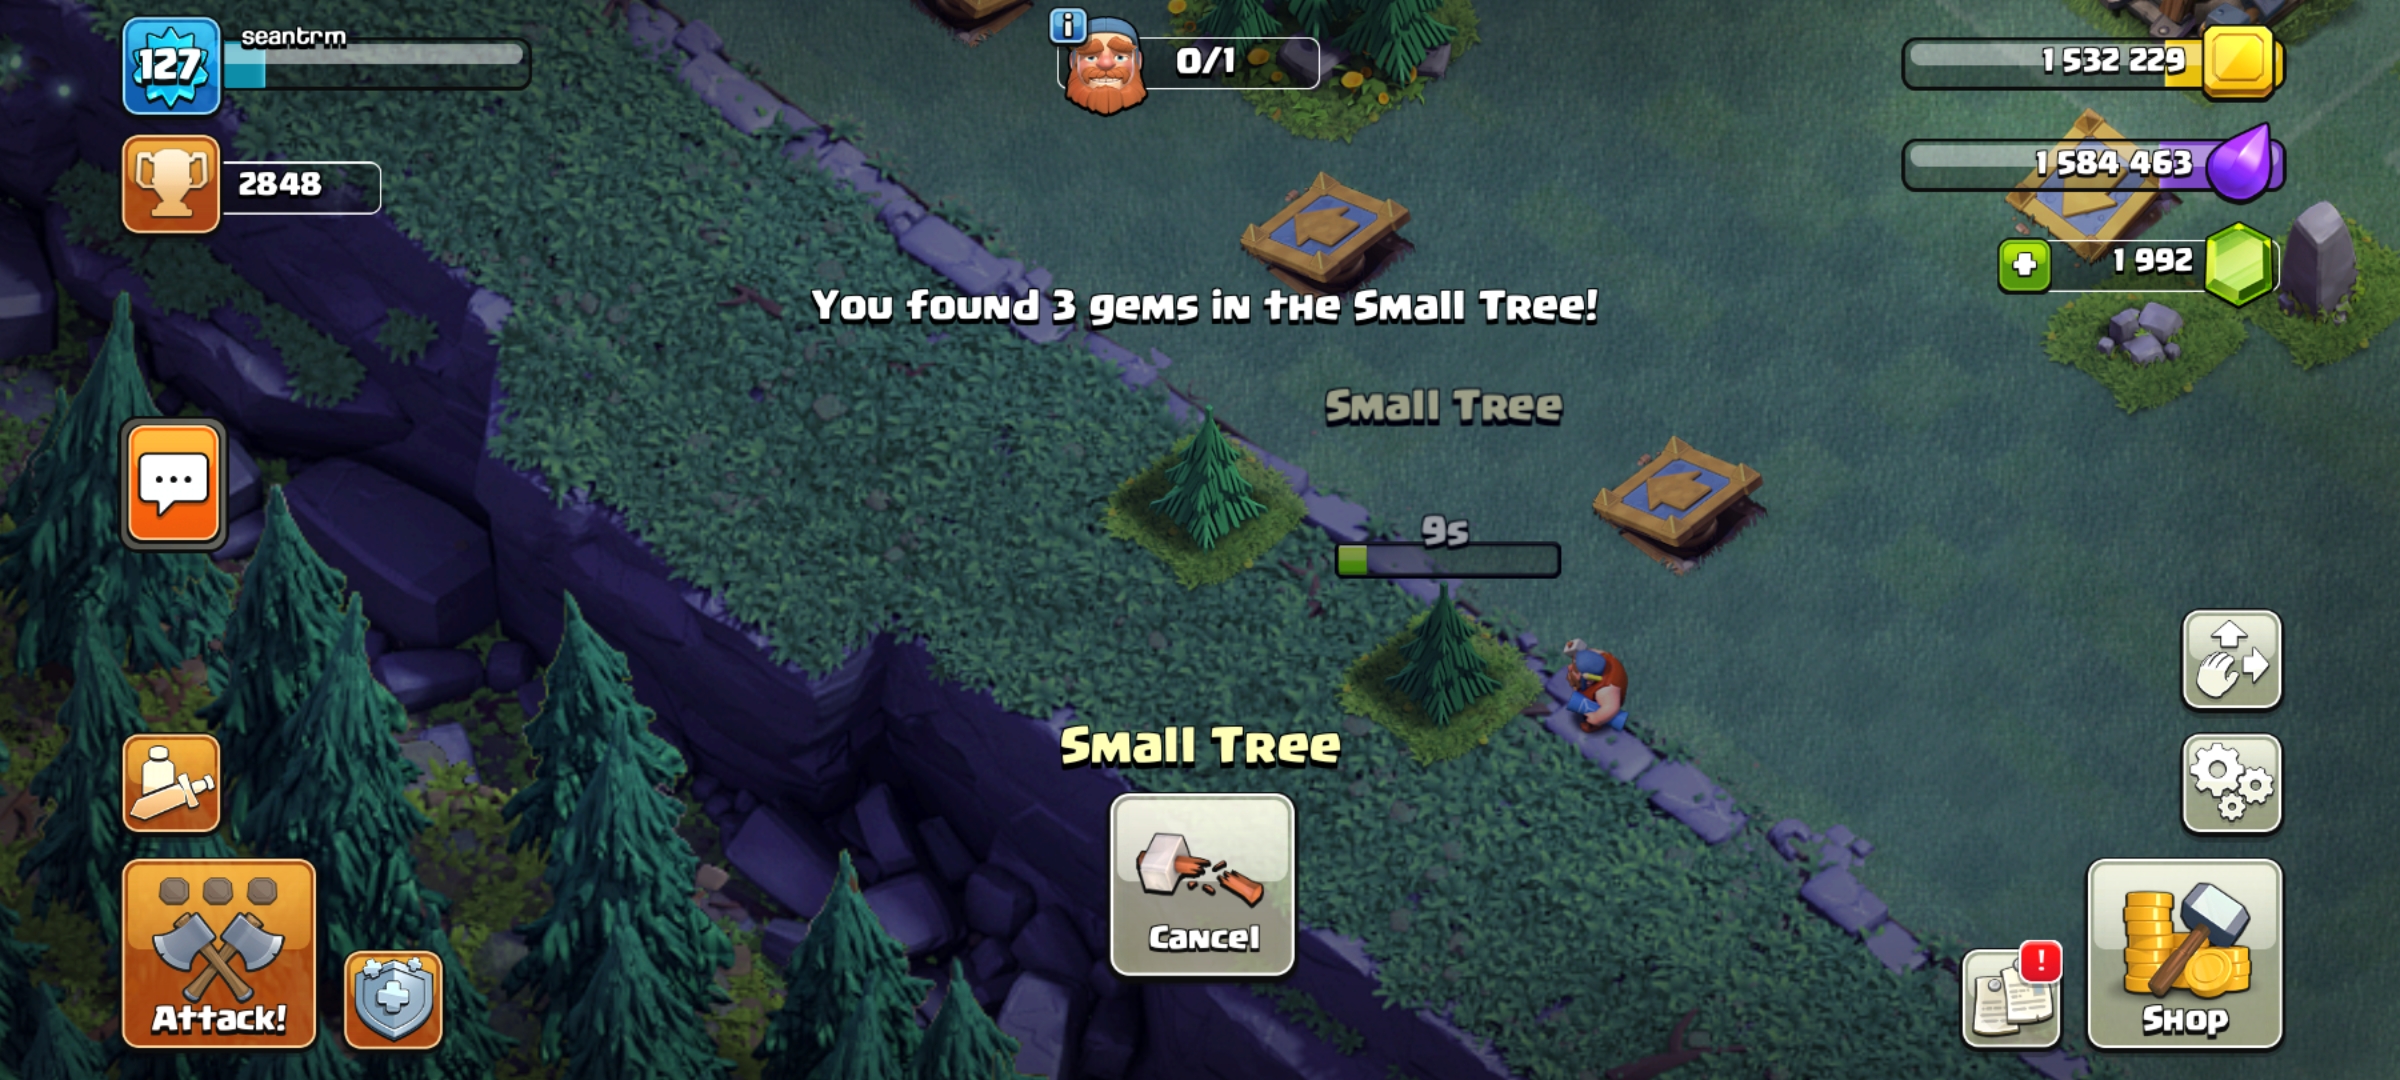 127
seantrm
i
0/1
1 532 229
2848
1 584 463
1 992
You found 3 gems in the Small Tree!
Small Tree
9s
Small Tree
Cancel
Attack!
!
Shop